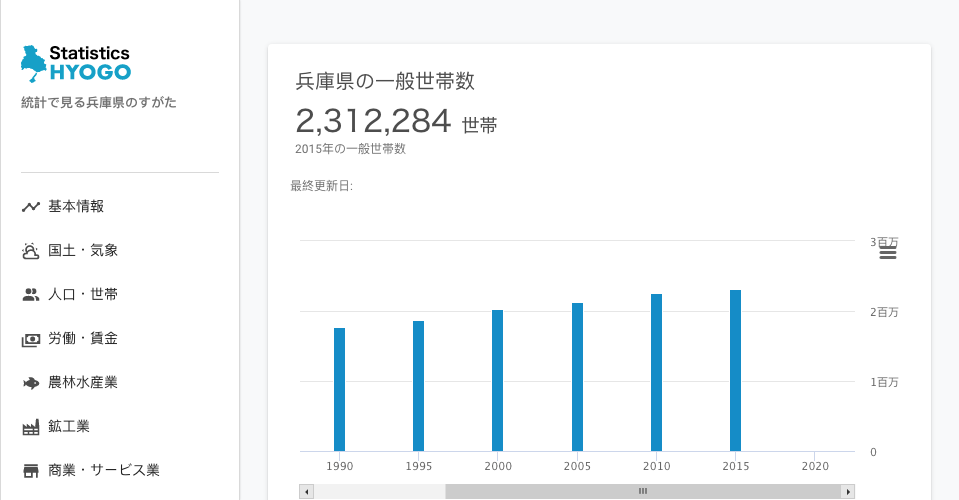 Statistics
HYOGO
統計で見る兵庫県のすがた
基本情報
国土・気象
人口・世帯
労働・賃金
農林水産業
鉱工業
商業・サービス業
兵庫県の一般世帯数
2,312,284 世帯
2015年の一般世帯数
最終更新日:
3百万
2百万
1百万
0
1990 1995 2000 2005 2010 2015 2020